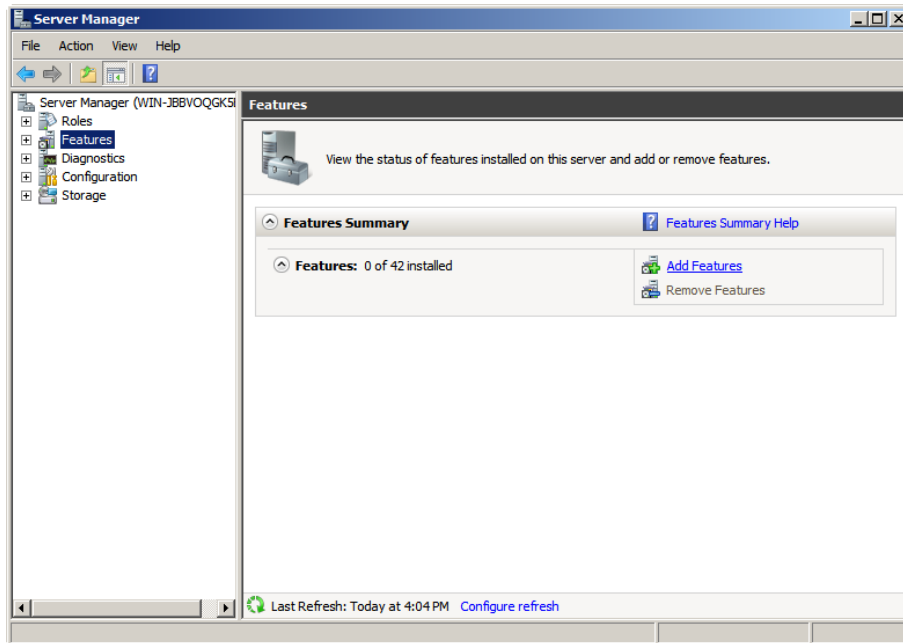 Server Manager
File Action View Help
Server Manager (WIN-JBBVOQGK5
Roles
Features
Diagnostics
Configuration
Storage
Features
View the status of features installed on this server and add or remove features.
Features Summary
Features Summary Help
Features: 0 of 42 installed
Add Features
Remove Features
Last Refresh: Today at 4:04 PM Configure refresh